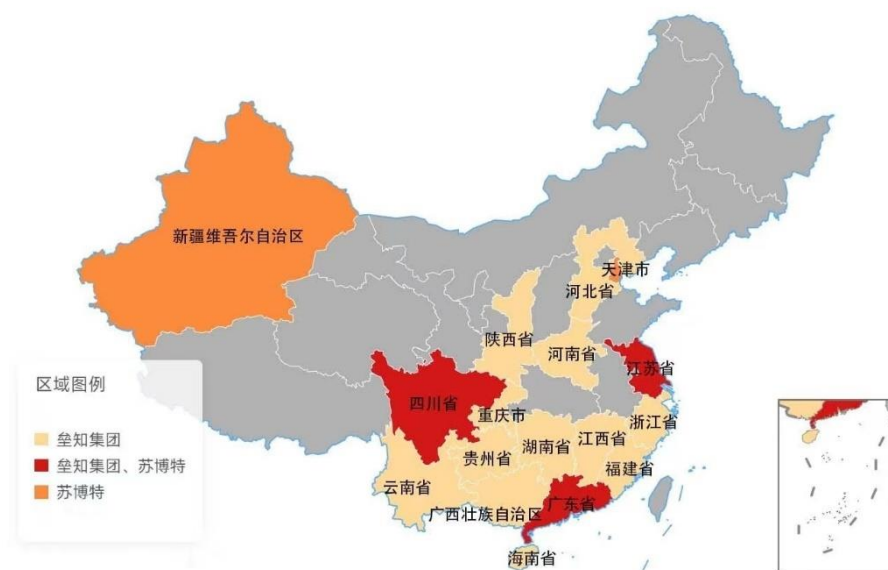 新疆维吾尔自治区
天津市
河北省
陕西省
河南省
江苏省
四川省
重庆市
浙江省
湖南省
江西省
贵州省
福建省
云南省
广西壮族自治区
广东省
海南省
区域图例
垒知集团
垒知集团、苏博特
苏博特